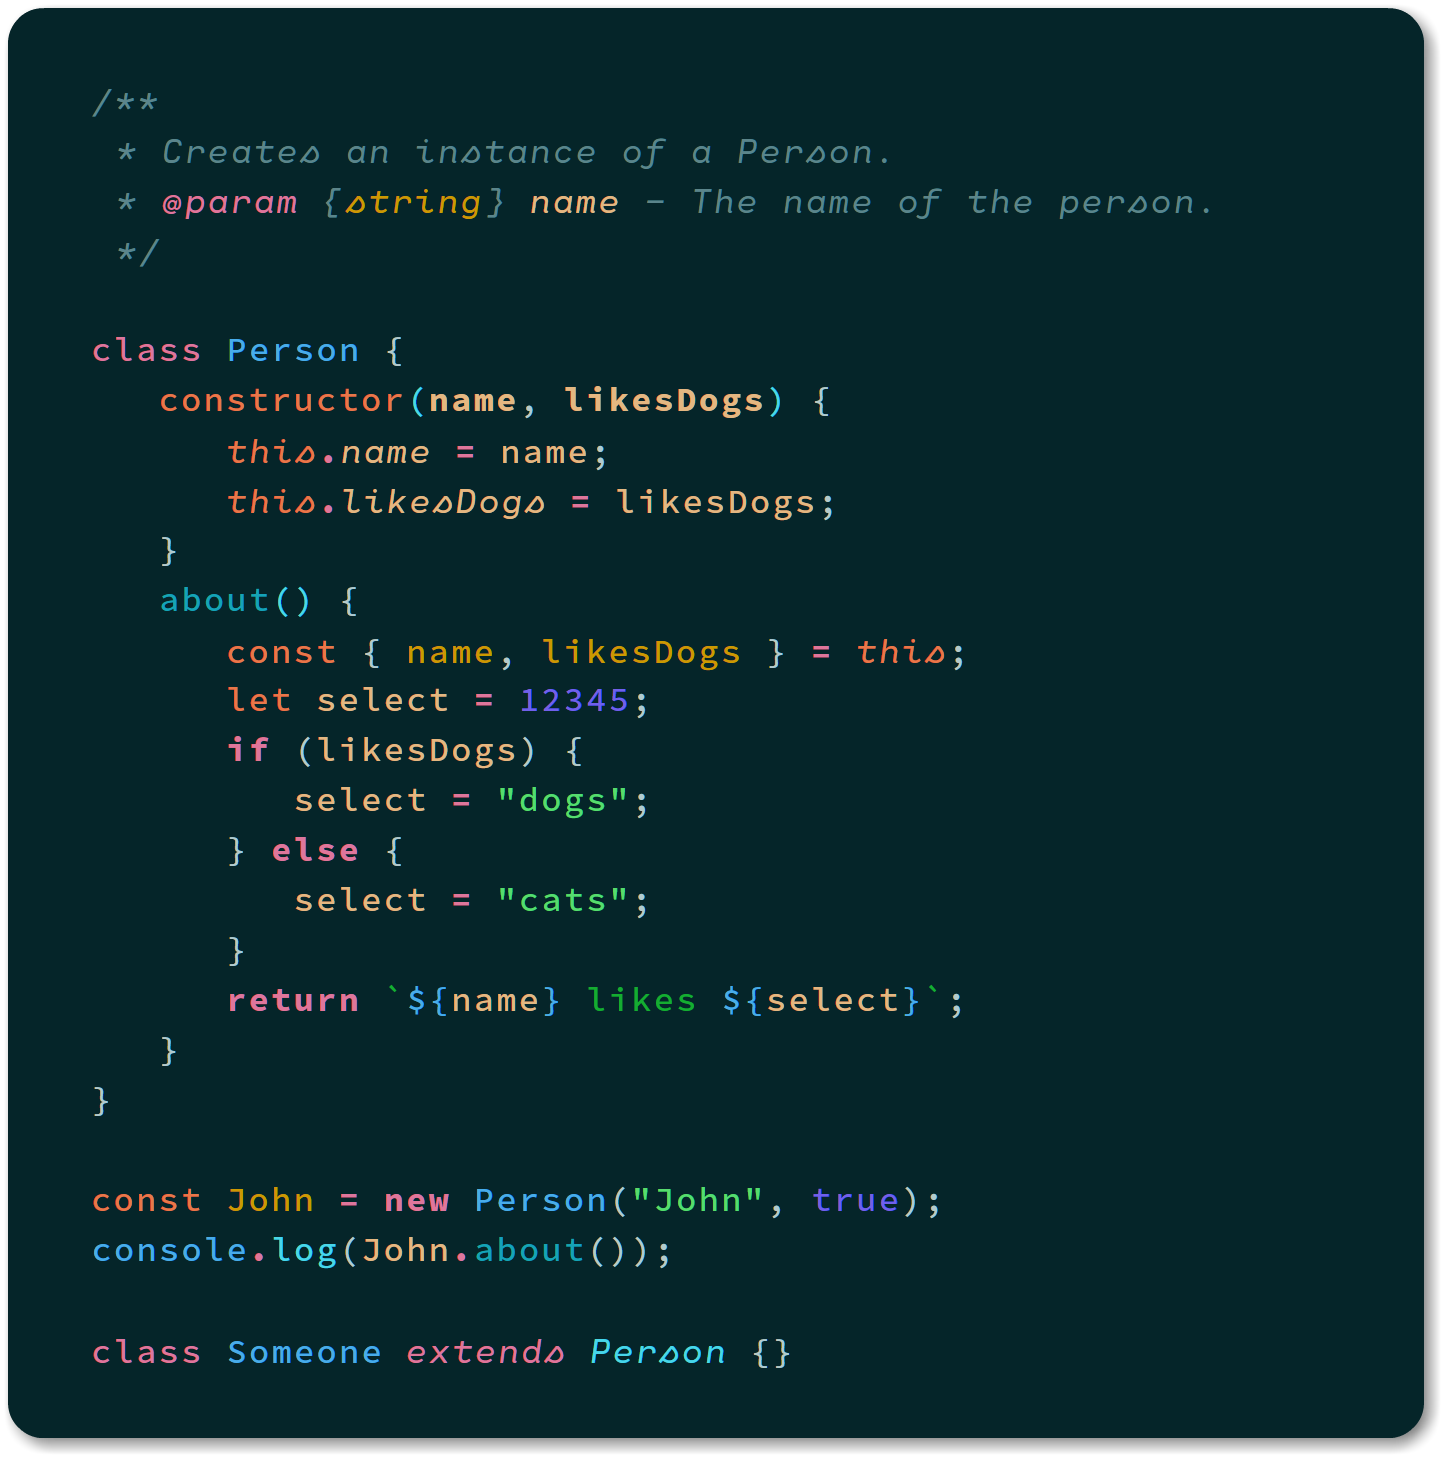 /**
 * Creates an instance of a Person.
 * @param {string} name - The name of the person.
 */

class Person {
   constructor(name, likesDogs) {
      this.name = name;
      this.likesDogs = likesDogs;
   }
   about() {
      const { name, likesDogs } = this;
      let select = 12345;
      if (likesDogs) {
         select = "dogs";
      } else {
         select = "cats";
      }
      return `${name} likes ${select}`;
   }
}

const John = new Person("John", true);
console.log(John.about());

class Someone extends Person {}